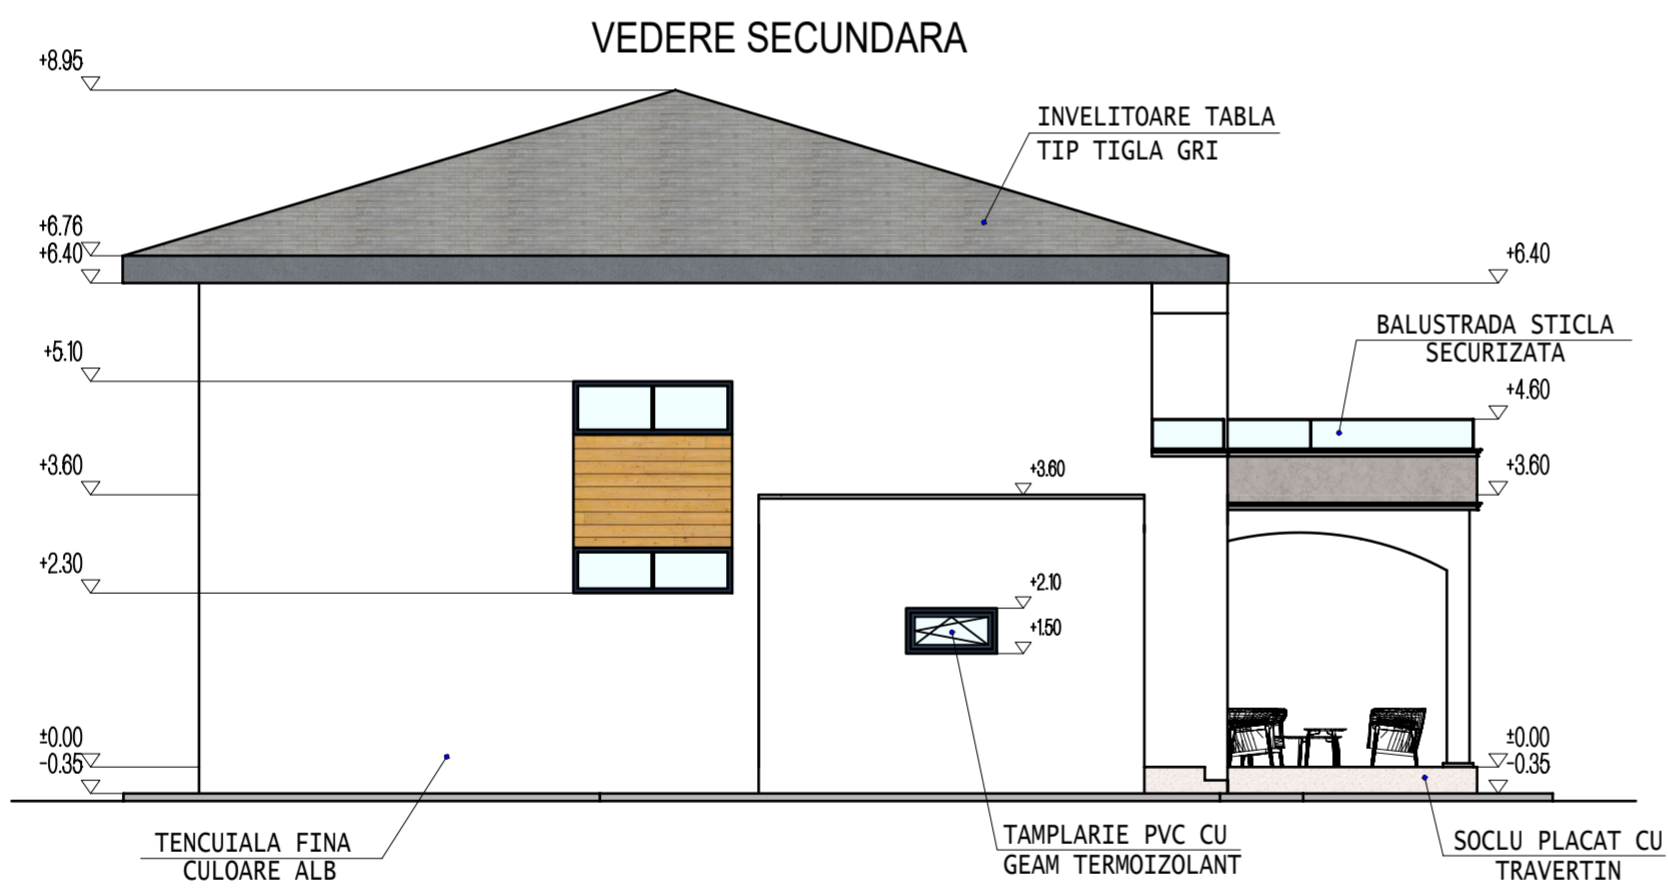 VEDERE SECUNDARA
+8.95
INVELITOARE TABLA
TIP TIGLA GRI
+6.76
+6.40
+6.40
BALUSTRADA STICLA
SECURIZATA
+5.10
+4.60
+3.60
+3.60
+3.60
+2.30
+2.10
+1.50
±0.00
-0.35
±0.00
-0.35
TENCUIALA FINA
CULOARE ALB
TAMPLARIE PVC CU
GEAM TERMOIZOLANT
SOCLU PLACAT CU
TRAVERTIN